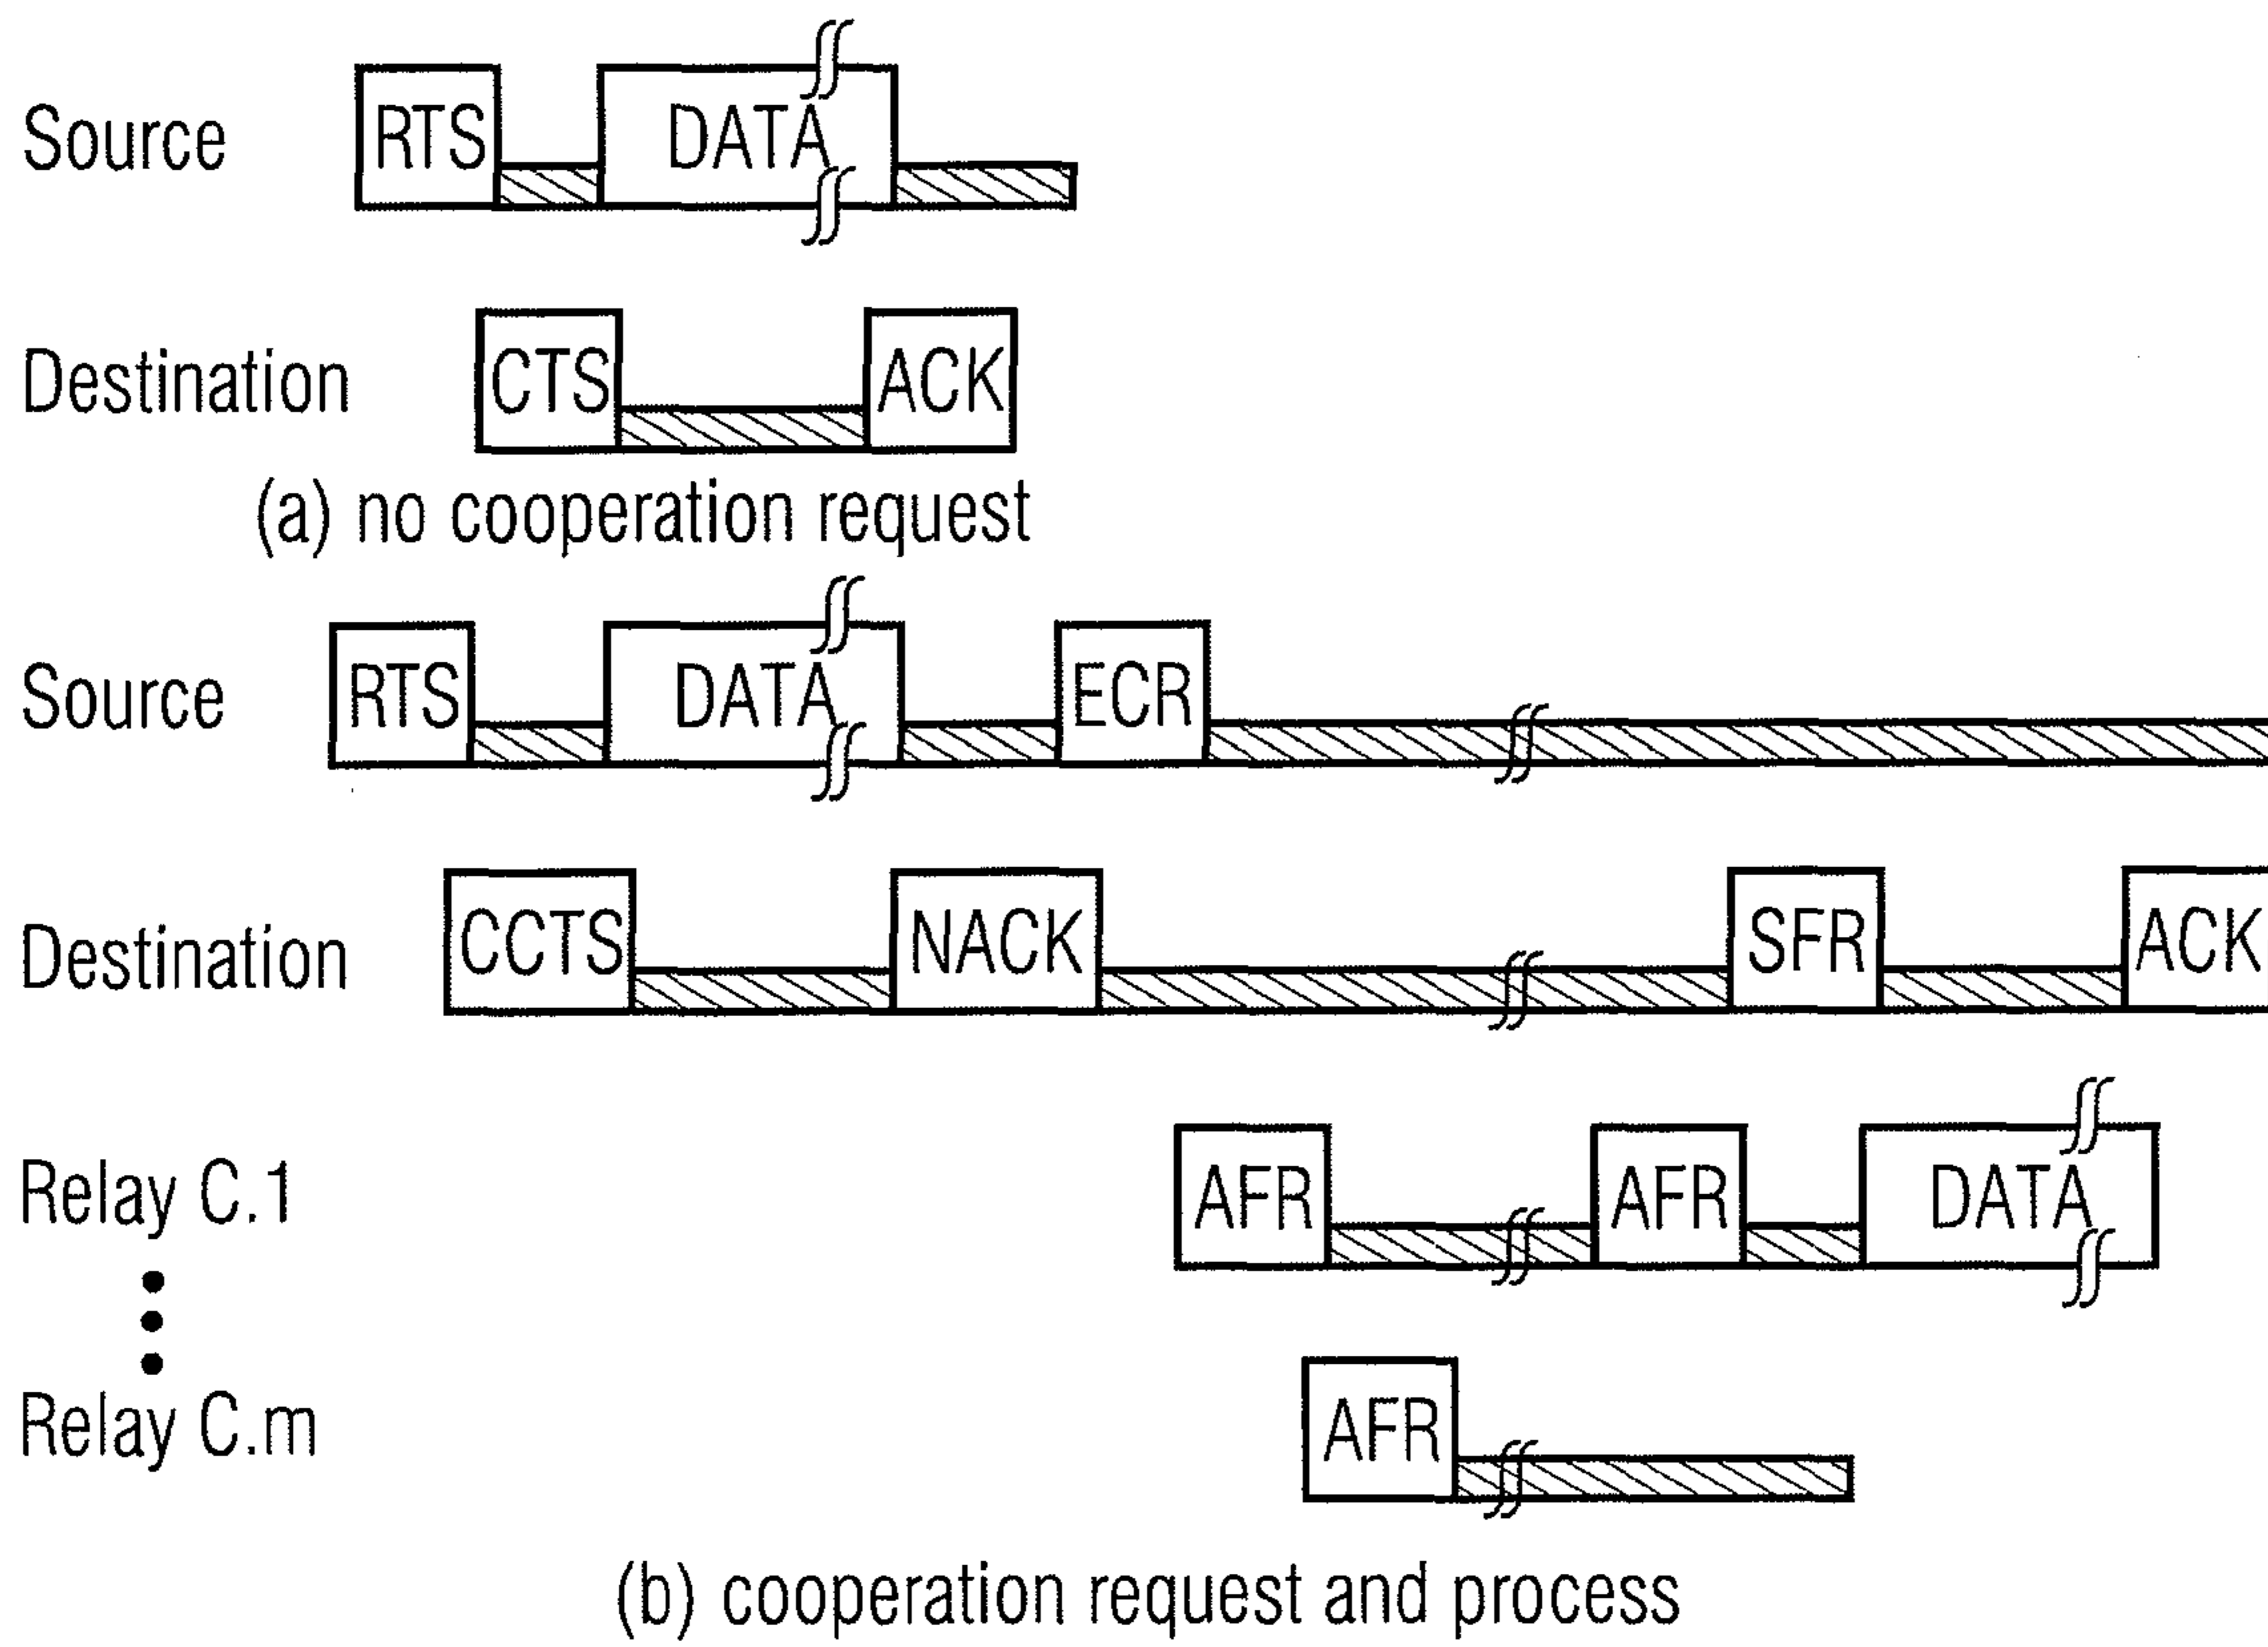 Source RTS DATA
Destination CTS ACK
(a) no cooperation request
Source RTS DATA ECR
Destination CCTS NACK SFR ACK
Relay C.1 AFR AFR DATA
Relay C.m AFR
(b) cooperation request and process